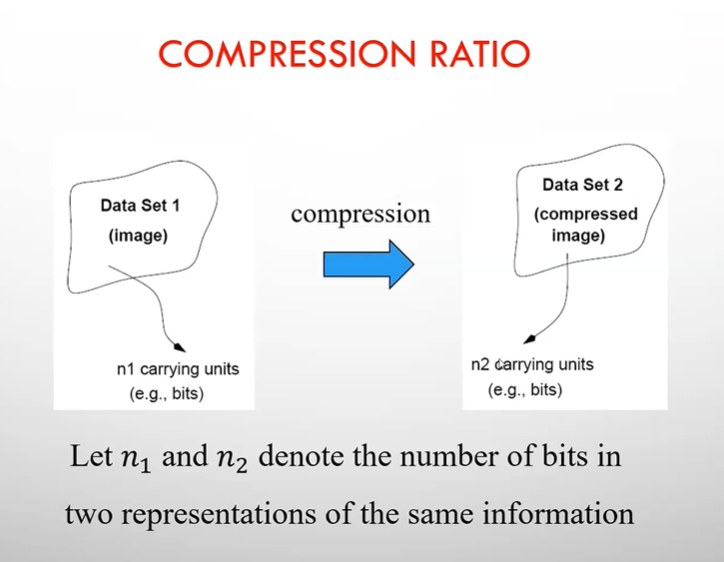 COMPRESSION RATIO
Data Set 1
(image)
n1 carrying units
(e.g., bits)
compression
Data Set 2
(compressed
image)
n2 carrying units
(e.g., bits)
Let n₁ and n₂ denote the number of bits in
two representations of the same information